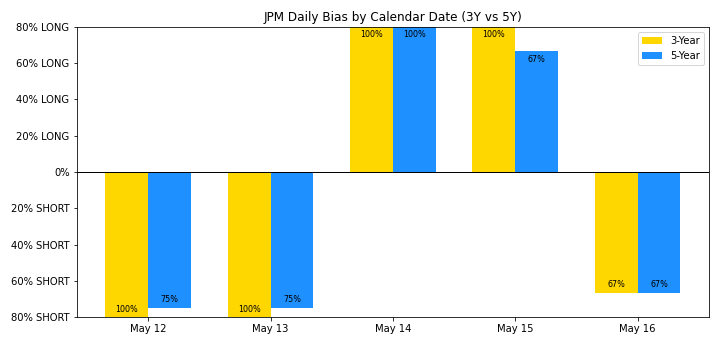 JPM Daily Bias by Calendar Date (3Y vs 5Y)
80% LONG
60% LONG
40% LONG
20% LONG
0%
20% SHORT
40% SHORT
60% SHORT
80% SHORT
3-Year
5-Year
100%
75%
100%
75%
100%
100%
100%
67%
67%
67%
May 12
May 13
May 14
May 15
May 16